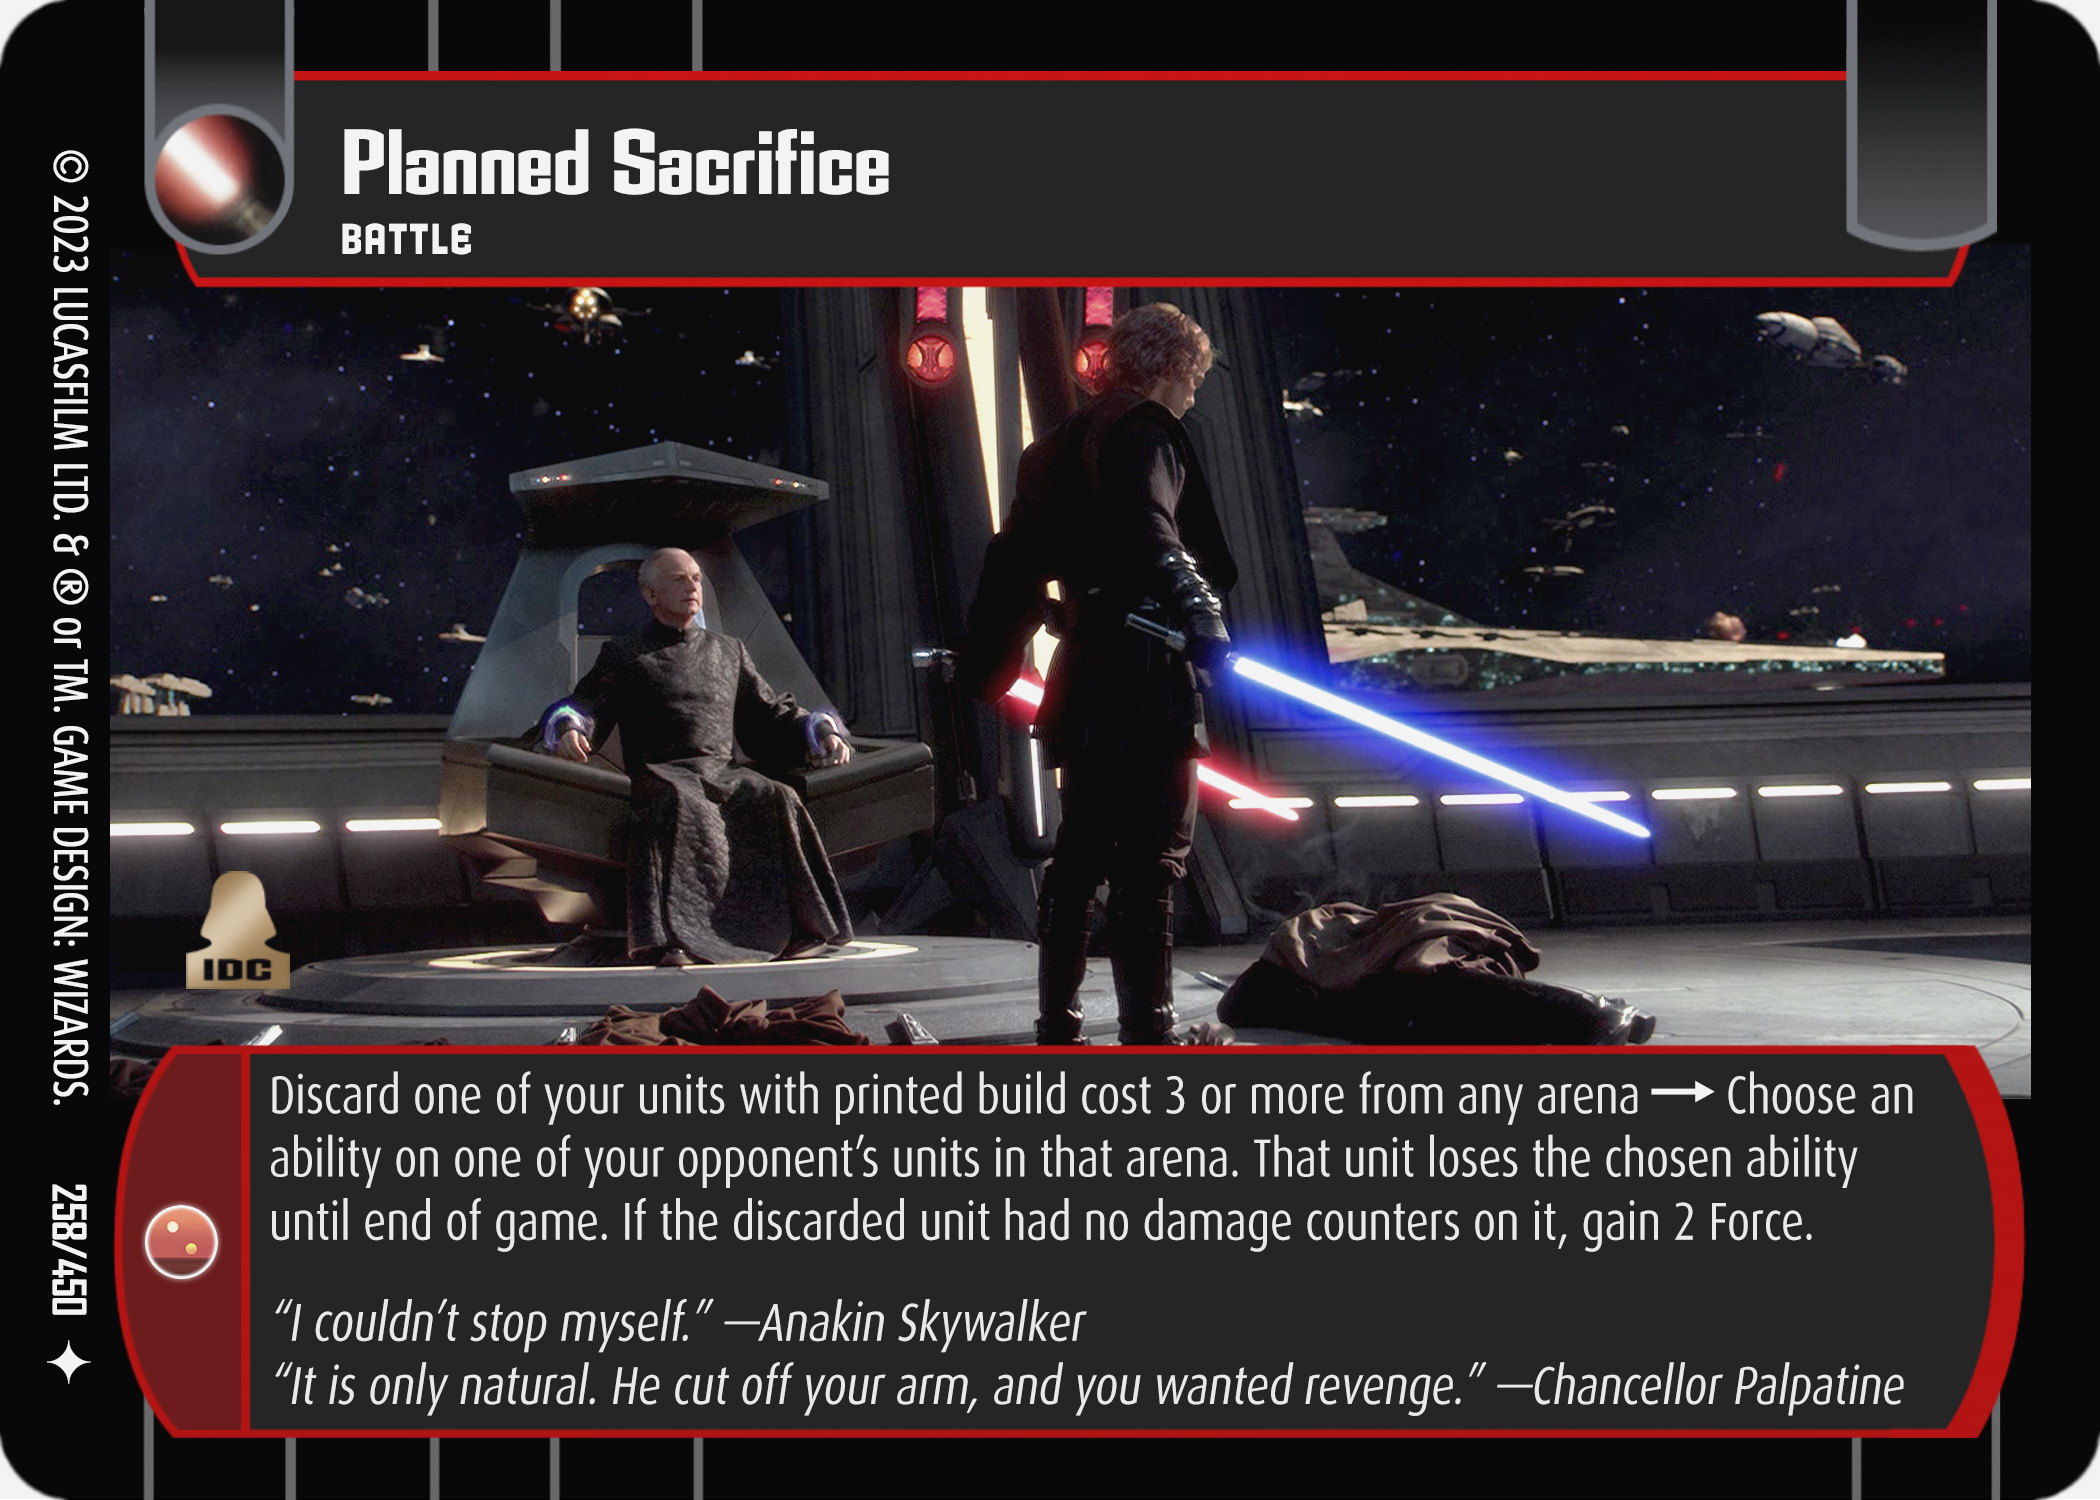 Planned Sacrifice
BATTLE
© 2023 LUCASFILM LTD. & ® or TM. GAME DESIGN: WIZARDS. 258/450
IDC
Discard one of your units with printed build cost 3 or more from any arena → Choose an
ability on one of your opponent’s units in that arena. That unit loses the chosen ability
until end of game. If the discarded unit had no damage counters on it, gain 2 Force.
“I couldn’t stop myself.” —Anakin Skywalker
“It is only natural. He cut off your arm, and you wanted revenge.” —Chancellor Palpatine